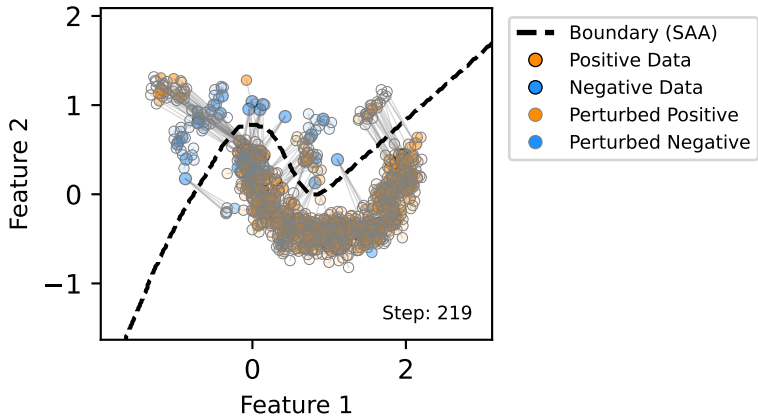 2
1
0
−1
Feature 2
0
2
Feature 1
Step: 219
Boundary (SAA)
Positive Data
Negative Data
Perturbed Positive
Perturbed Negative